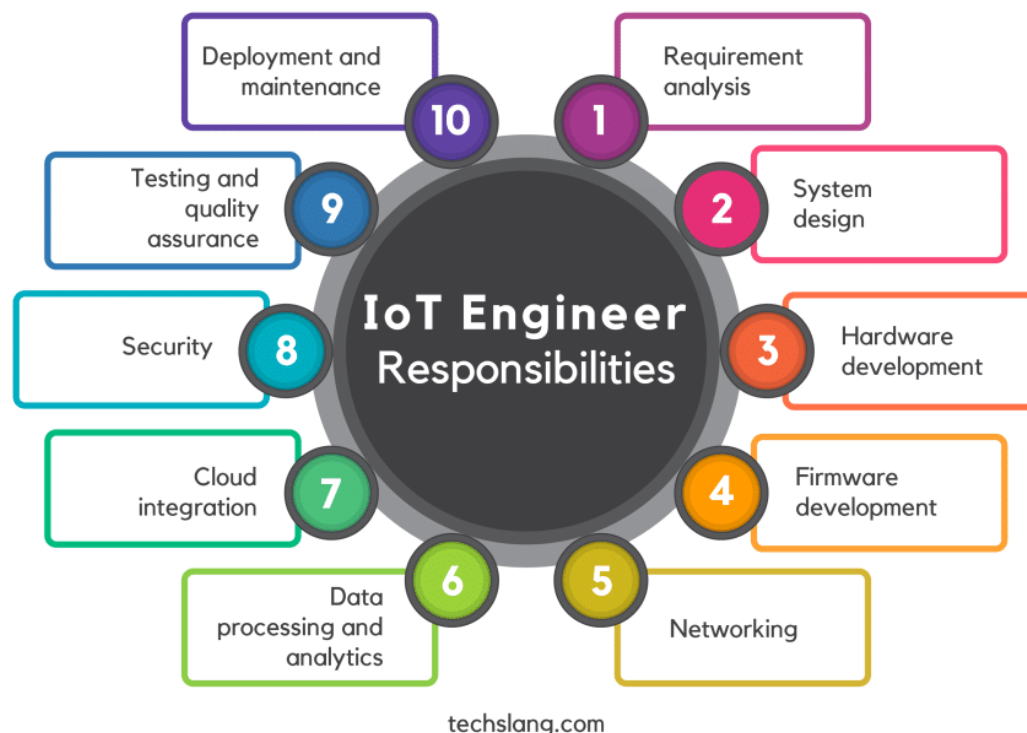 IoT Engineer
Responsibilities
1
Requirement
analysis
2
System
design
3
Hardware
development
4
Firmware
development
5
Networking
6
Data
processing and
analytics
7
Cloud
integration
8
Security
9
Testing and
quality
assurance
10
Deployment and
maintenance
techslang.com